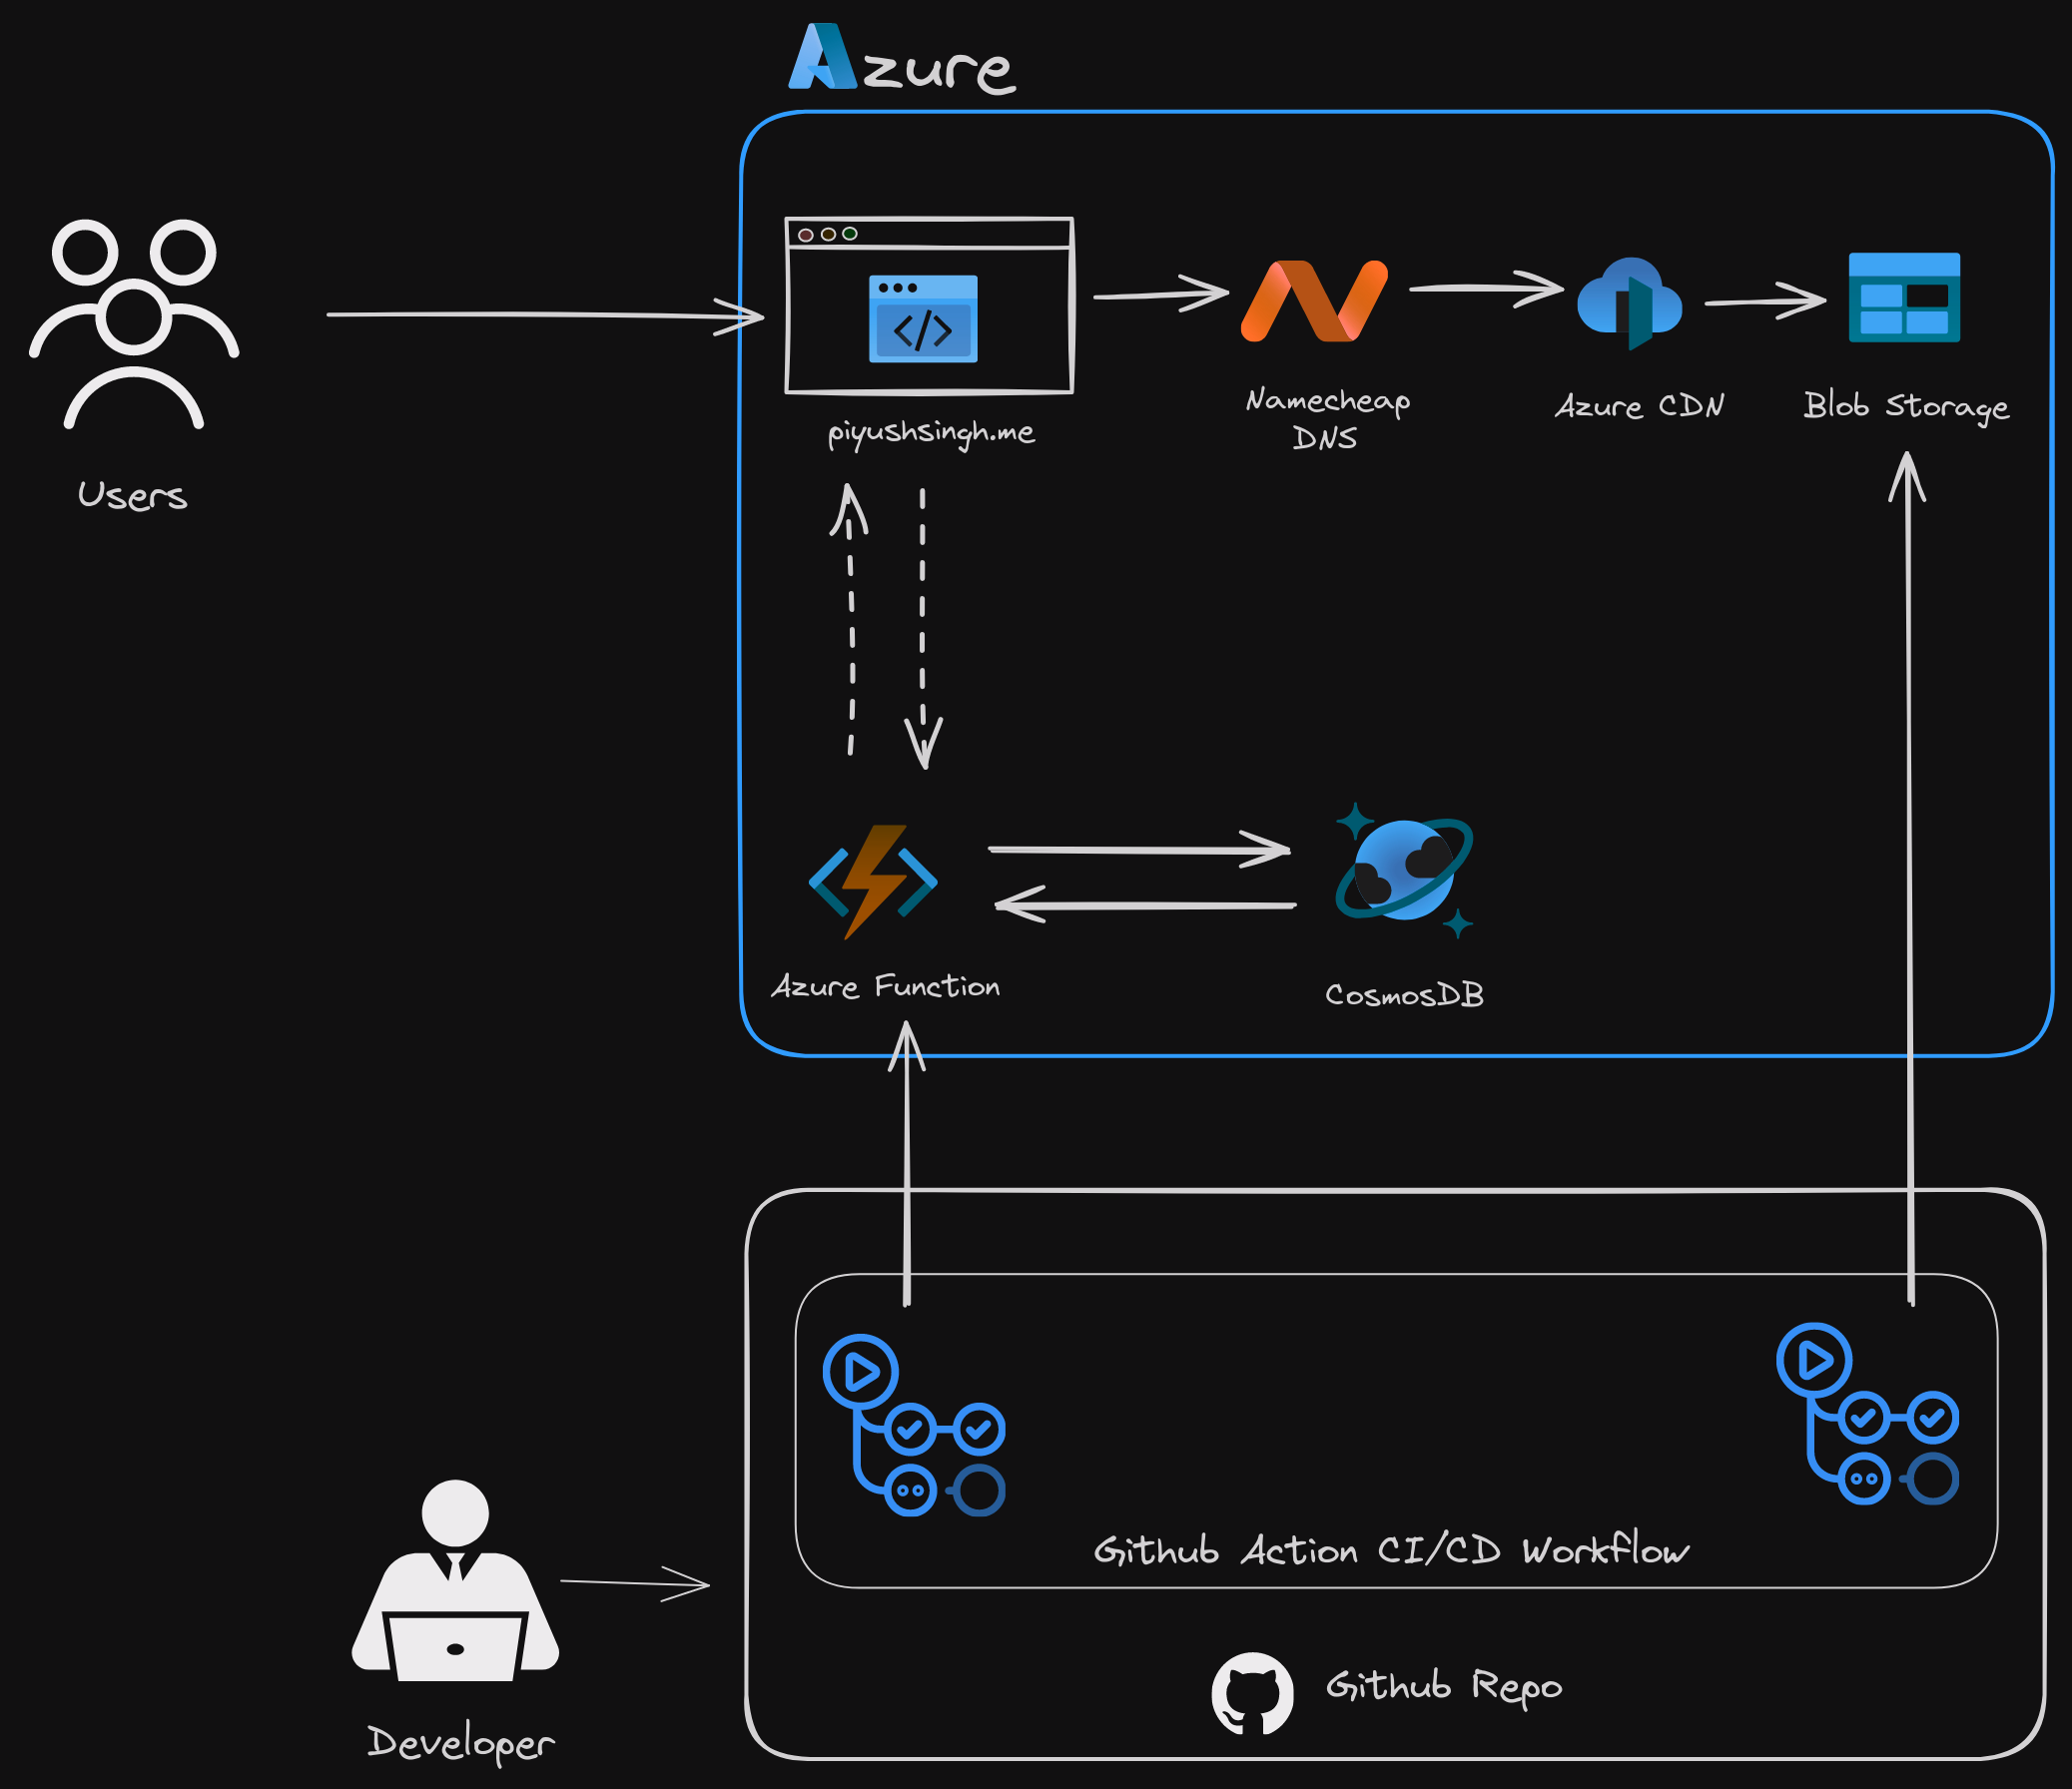 Azure
Users
piyushsingh.me
Namecheap
DNS
Azure CDN
Blob Storage
Azure Function
CosmosDB
Github Action CI/CD Workflow
Github Repo
Developer